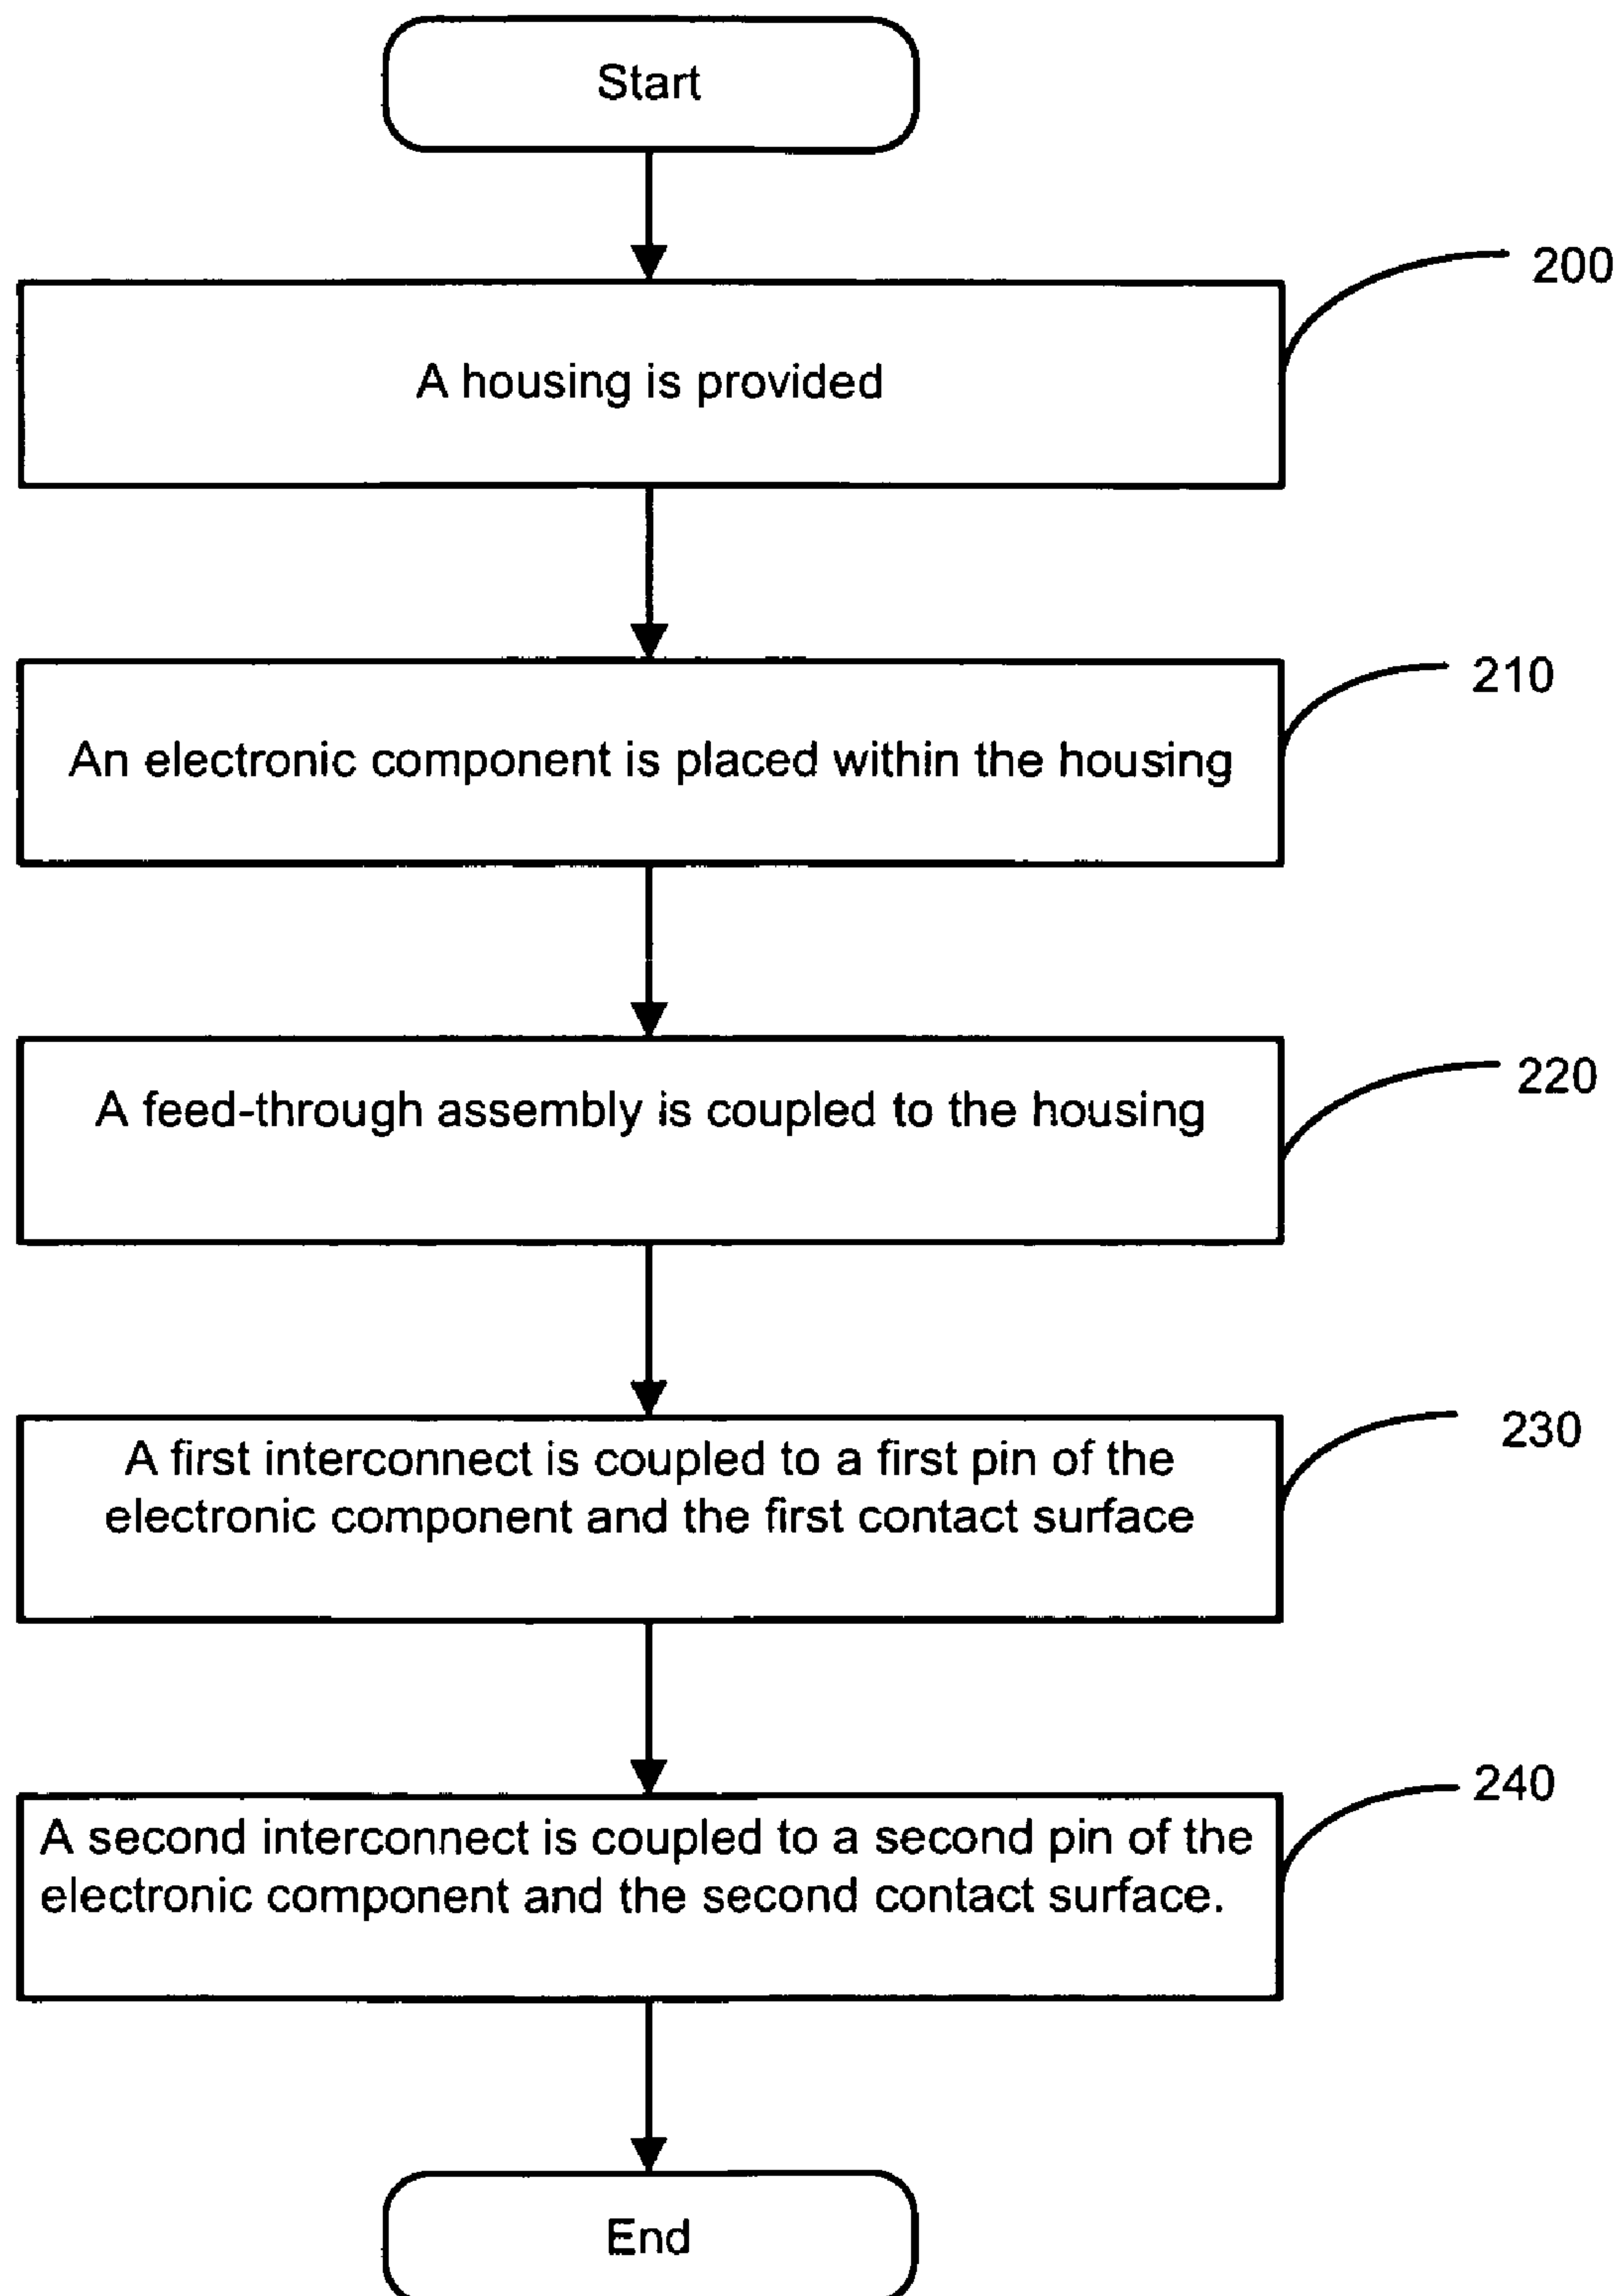 Start
200
A housing is provided
210
An electronic component is placed within the housing
220
A feed-through assembly is coupled to the housing
230
A first interconnect is coupled to a first pin of the
electronic component and the first contact surface
240
A second interconnect is coupled to a second pin of the
electronic component and the second contact surface.
End